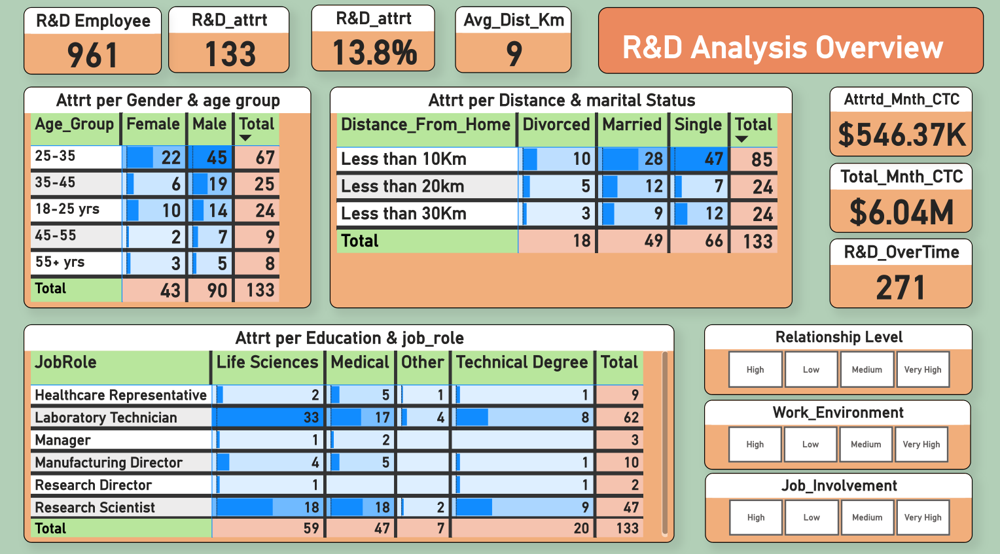 R&D Employee
961
R&D_attrt
133
R&D_attrt
13.8%
Avg_Dist_Km
9
R&D Analysis Overview
Attrt per Gender & age group
Age_Group Female Male Total
25-35 22 45 67
35-45 6 19 25
18-25 yrs 10 14 24
45-55 2 7 9
55+ yrs 3 5 8
Total 43 90 133
Attrt per Distance & marital Status
Distance_From_Home Divorced Married Single Total
Less than 10Km 10 28 47 85
Less than 20km 5 12 7 24
Less than 30Km 3 9 12 24
Total 18 49 66 133
Attrtd_Mnth_CTC
$546.37K
Total_Mnth_CTC
$6.04M
R&D_OverTime
271
Attrt per Education & job_role
JobRole Life Sciences Medical Other Technical Degree Total
Healthcare Representative 2 5 1 1 9
Laboratory Technician 33 17 4 8 62
Manager 1 2 3
Manufacturing Director 4 5 1 10
Research Director 1 1 2
Research Scientist 18 18 2 9 47
Total 59 47 7 20 133
Relationship Level
High Low Medium Very High
Work_Environment
High Low Medium Very High
Job_Involvement
High Low Medium Very High